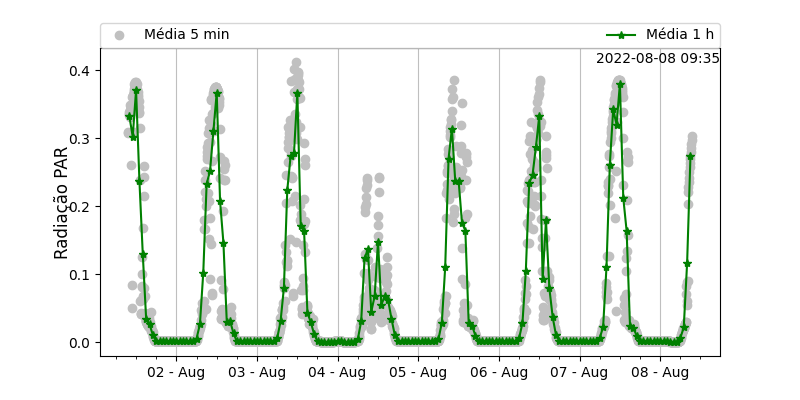 Média 5 min
Média 1 h
2022-08-08 09:35
Radiação PAR
0.4
0.3
0.2
0.1
0.0
02 - Aug
03 - Aug
04 - Aug
05 - Aug
06 - Aug
07 - Aug
08 - Aug